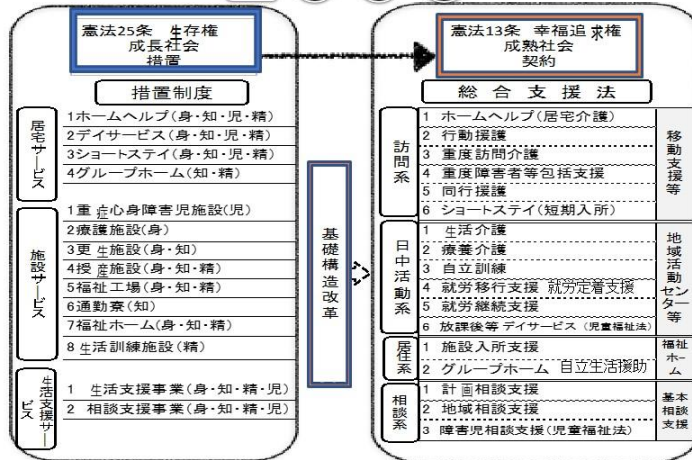 憲法25条 生存権
成長社会
措置
措置制度
居宅サービス
1ホームヘルプ(身・知・児・精)
2デイサービス(身・知・児・精)
3ショートステイ(身・知・児・精)
4グループホーム(知・精)
施設サービス
1重症心身障害児施設(児)
2療護施設(身)
3更生施設(身・知)
4授産施設(身・知・精)
5福祉工場(身・知・精)
6通勤寮(知)
7福祉ホーム(身・知・精)
8生活訓練施設(精)
生活支援サービス
1 生活支援事業(身・知・精・児)
2 相談支援事業(身・知・精・児)
基礎構造改革
憲法13条 幸福追求権
成熟社会
契約
総合支援法
訪問系
1 ホームヘルプ(居宅介護)
2 行動援護
3 重度訪問介護
4 重度障害者等包括支援
5 同行援護
6 ショートステイ(短期入所)
移動支援等
日中活動系
1 生活介護
2 療養介護
3 自立訓練
4 就労移行支援 就労定着支援
5 就労継続支援
6 放課後等デイサービス(児童福祉法)
地域活動センター等
居住系
1 施設入所支援
2 グループホーム 自立生活援助
福祉ホーム
相談系
1 計画相談支援
2 地域相談支援
3 障害児相談支援(児童福祉法)
基本相談支援